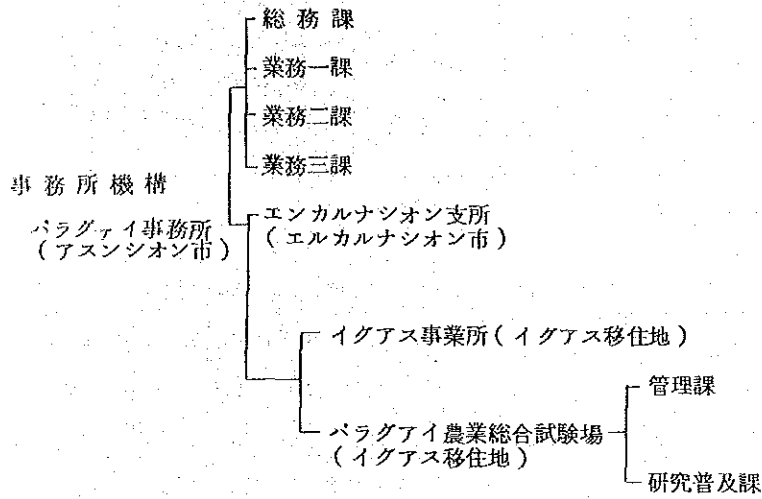 総務課
業務一課
業務二課
業務三課
事務所機構
パラグァイ事務所
(アスンシオン市)
エンカルナシオン支所
(エルカルナシオン市)
イグアス事業所(イグアス移住地)
パラグアイ農業総合試験場
(イグアス移住地)
管理課
研究普及課